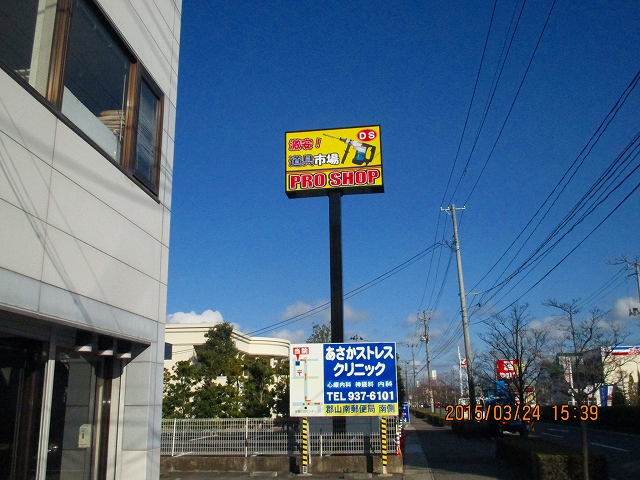 激安!
DS
道具市場
PRO SHOP
あさかストレス
クリニック
心療内科 神経科 内科
TEL 937-6101
郡山南郵便局 南側
2015/03/24 15:39